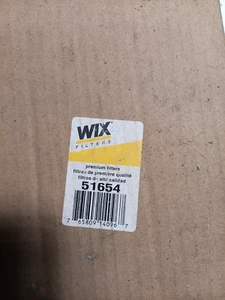 WIX
FILTERS
premium filters
filtres de première qualité
filtros de alta calidad
51654
7 65809 14096 7